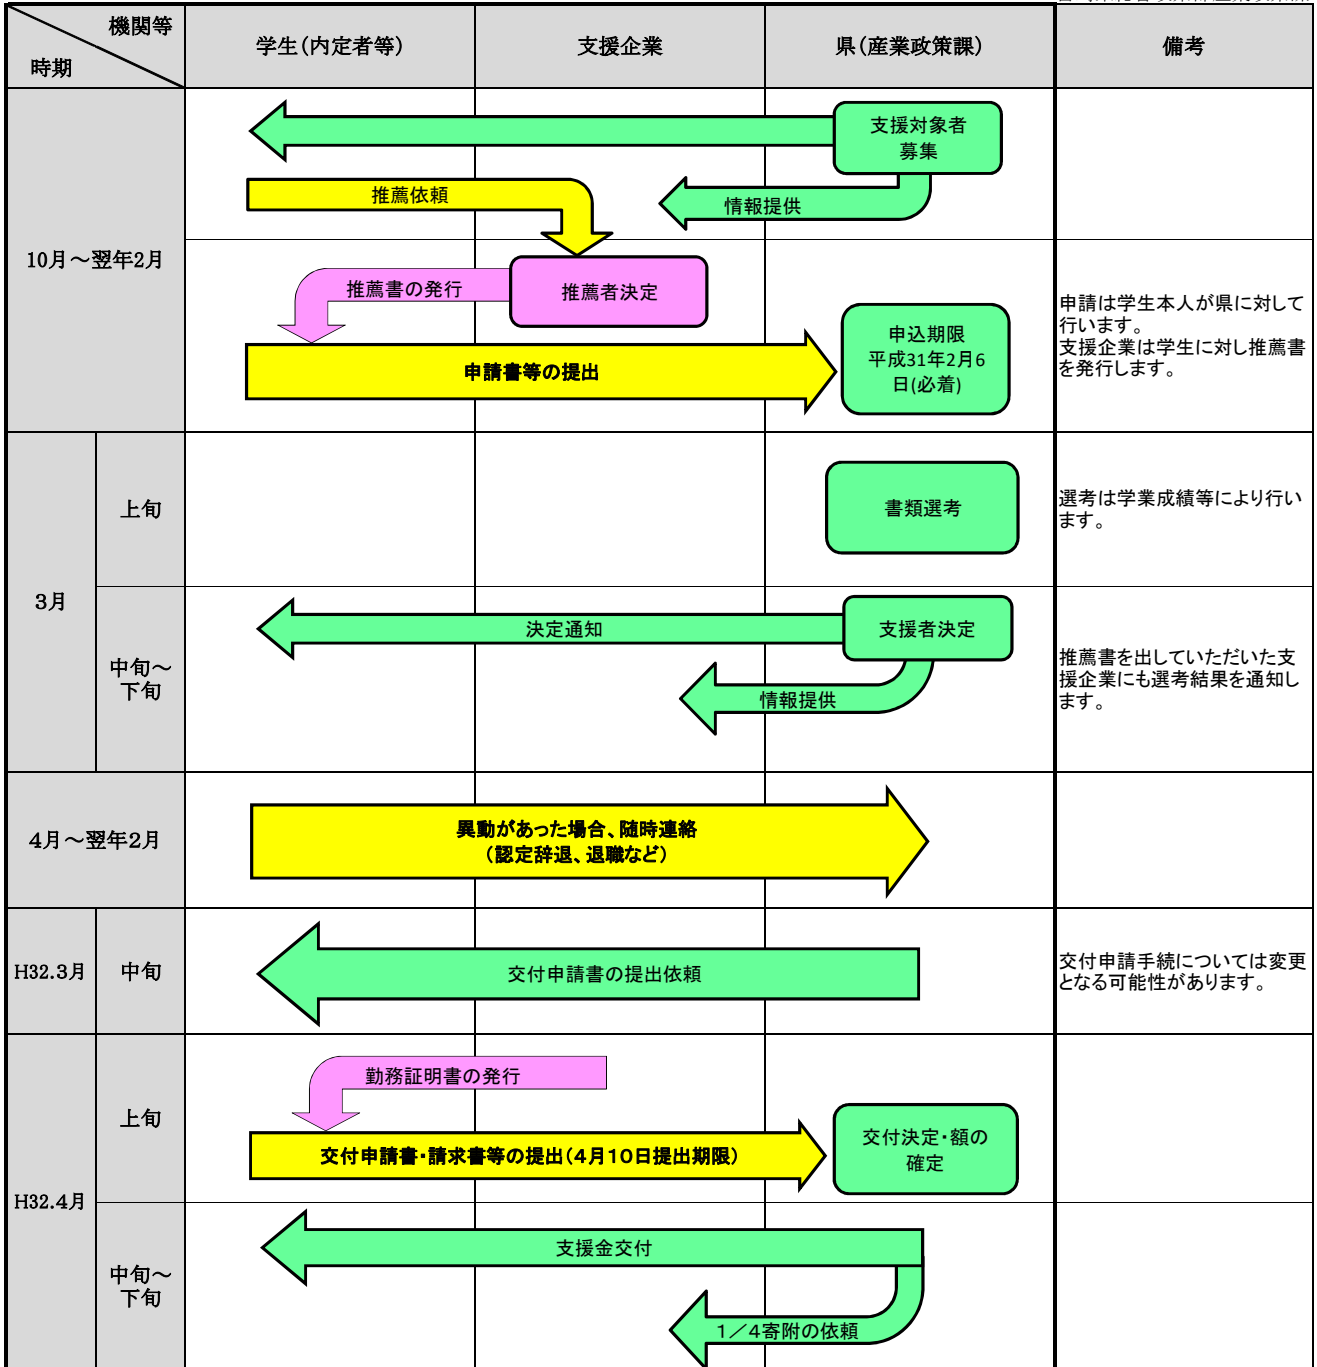 機関等
時期
学生(内定者等)
支援企業
県(産業政策課)
備考
10月～翌年2月
支援対象者
募集
推薦依頼
情報提供
推薦書の発行
推薦者決定
申請書等の提出
申込期限
平成31年2月6
日(必着)
申請は学生本人が県に対して
行います。
支援企業は学生に対し推薦書
を発行します。
3月
上旬
書類選考
選考は学業成績等により行い
ます。
中旬～
下旬
決定通知
支援者決定
情報提供
推薦書を出していただいた支
援企業にも選考結果を通知し
ます。
4月～翌年2月
異動があった場合、随時連絡
(認定辞退、退職など)
H32.3月
中旬
交付申請書の提出依頼
交付申請手続については変更
となる可能性があります。
H32.4月
上旬
勤務証明書の発行
交付申請書・請求書等の提出(4月10日提出期限)
交付決定・額の
確定
中旬～
下旬
支援金交付
1／4寄附の依頼